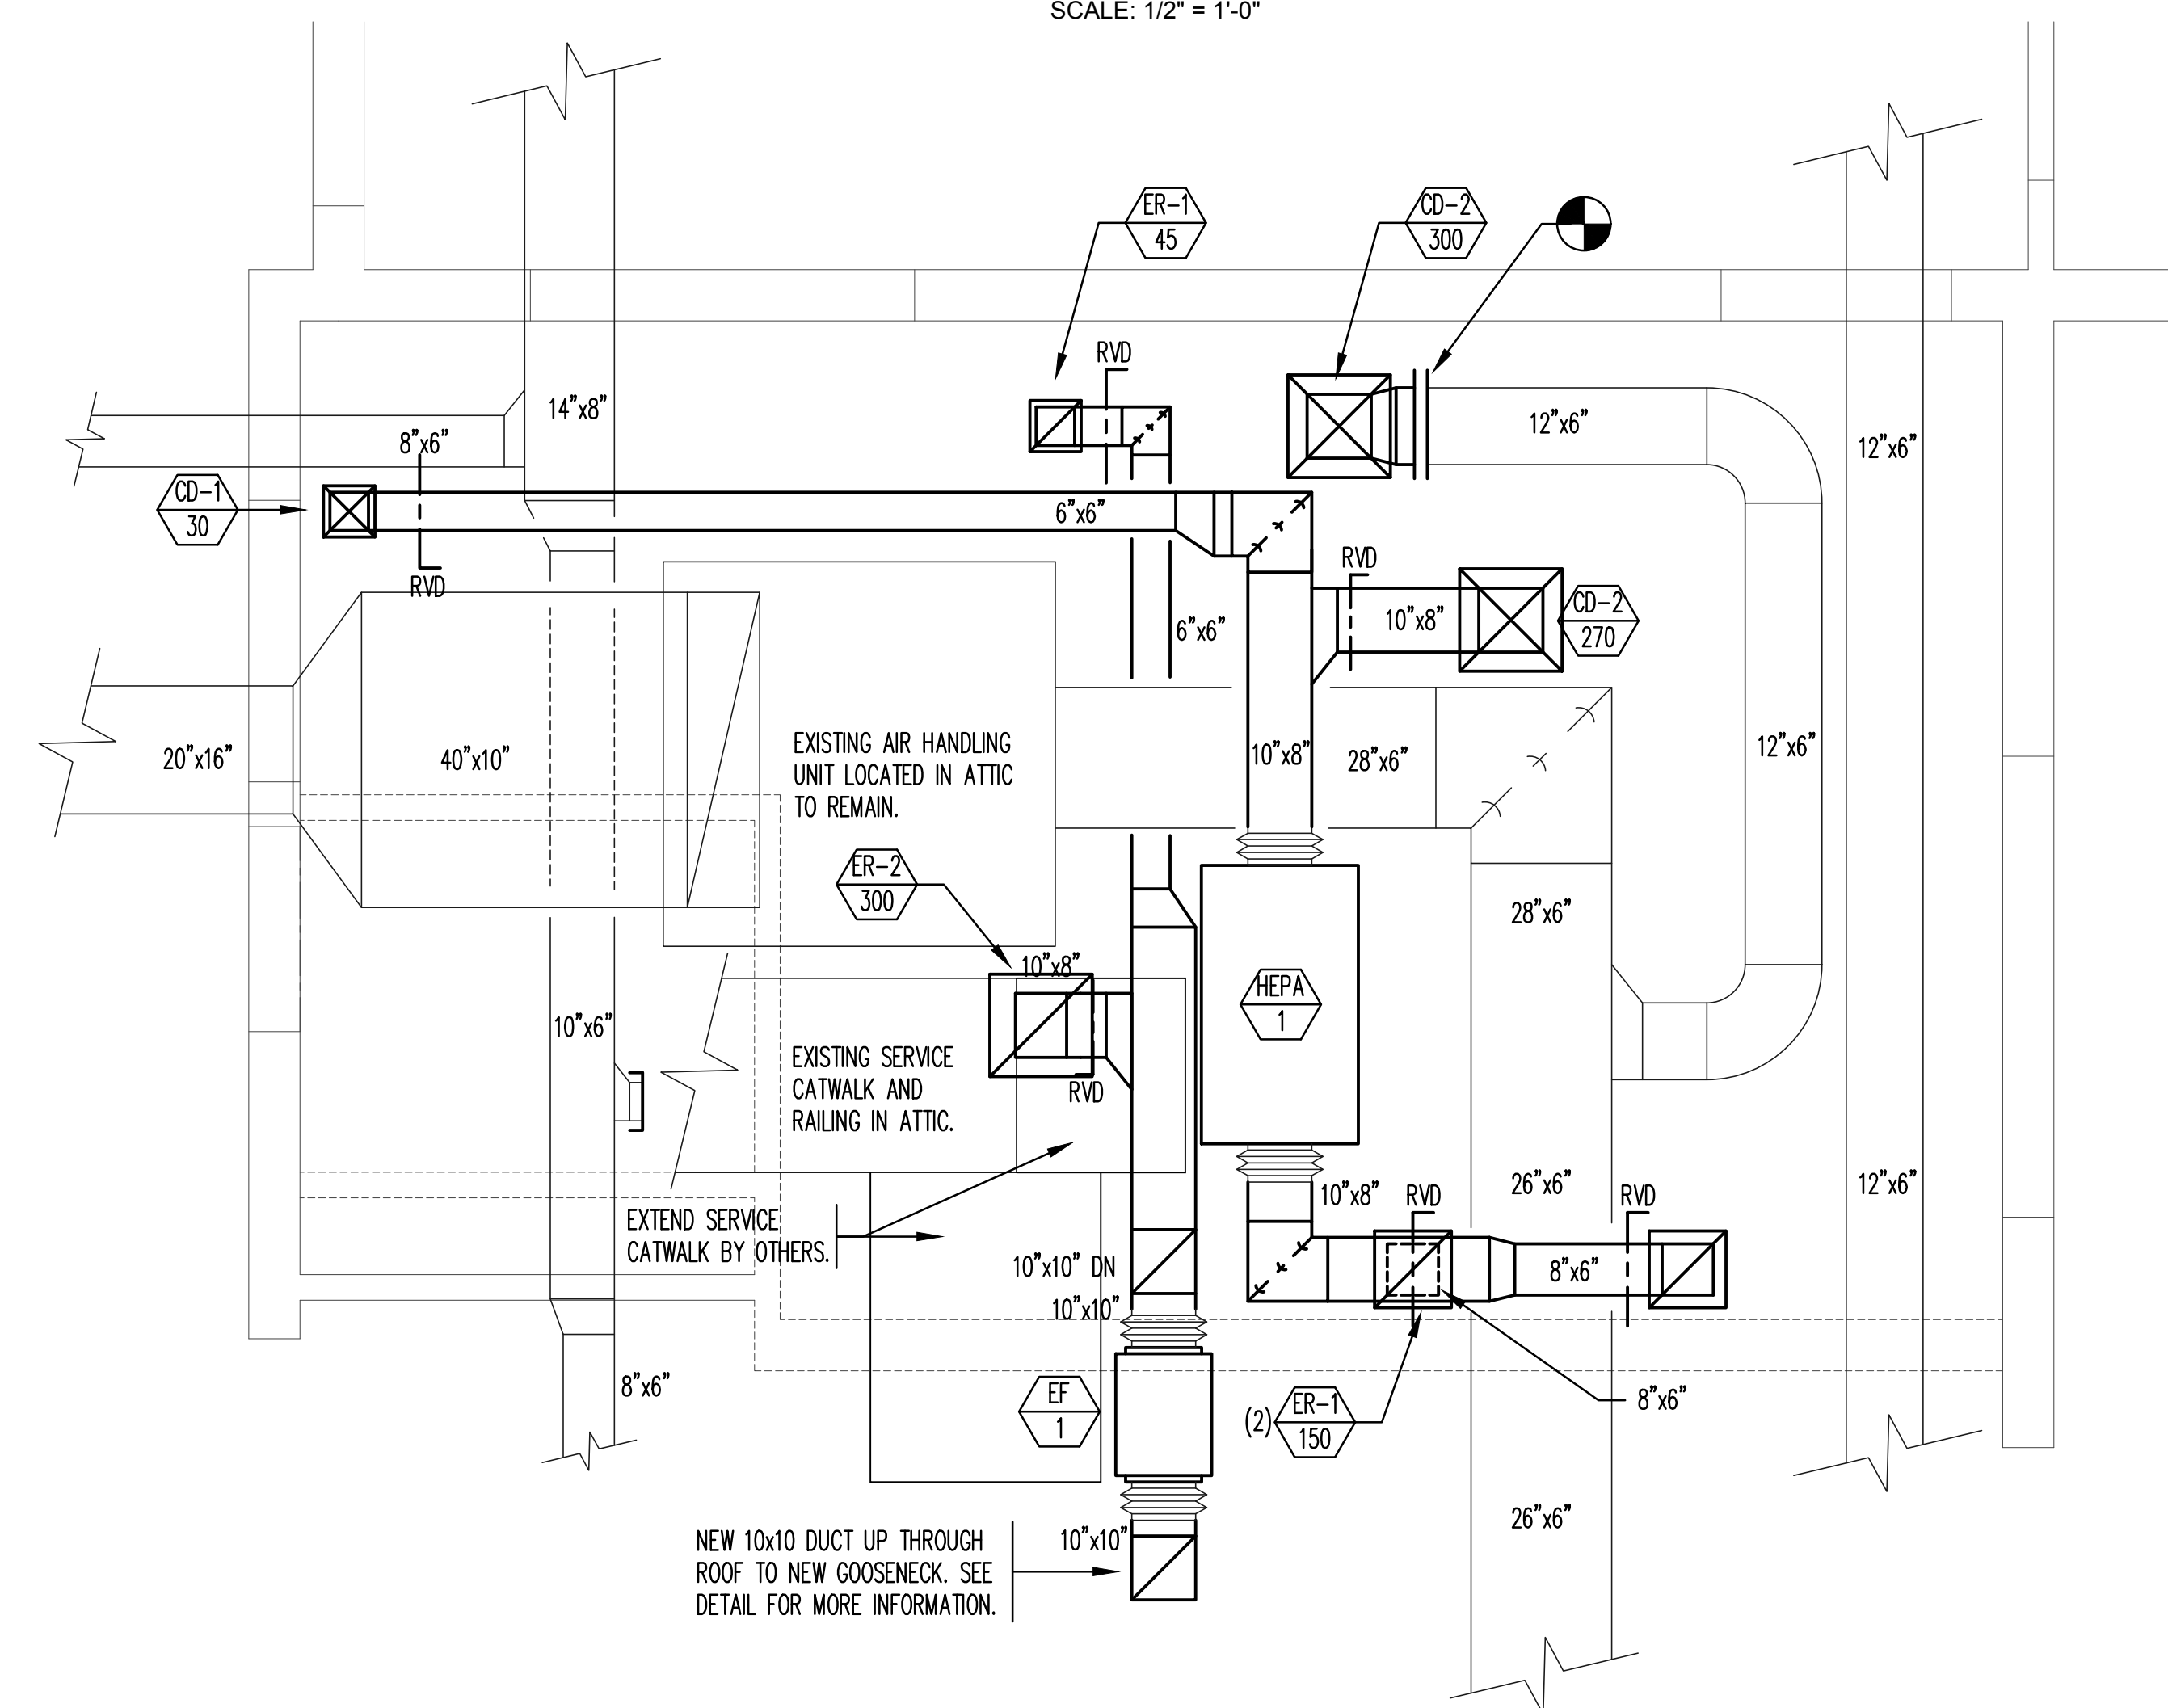 SCALE: 1/2" = 1'-0"
ER-1
45
CD-2
300
RVD
14"x8"
8"x6"
12"x6"
12"x6"
CD-1
30
6"x6"
RVD
RVD
10"x8"
CD-2
270
6"x6"
20"x16"
40"x10"
EXISTING AIR HANDLING
UNIT LOCATED IN ATTIC
TO REMAIN.
10"x8"
28"x6"
12"x6"
ER-2
300
28"x6"
10"x8"
HEPA
1
10"x6"
EXISTING SERVICE
CATWALK AND
RAILING IN ATTIC.
RVD
26"x6"
12"x6"
10"x8"
RVD
RVD
EXTEND SERVICE
CATWALK BY OTHERS.
10"x10" DN
10"x10"
8"x6"
8"x6"
EF
1
(2)
ER-1
150
8"x6"
26"x6"
NEW 10x10 DUCT UP THROUGH
ROOF TO NEW GOOSENECK. SEE
DETAIL FOR MORE INFORMATION.
10"x10"